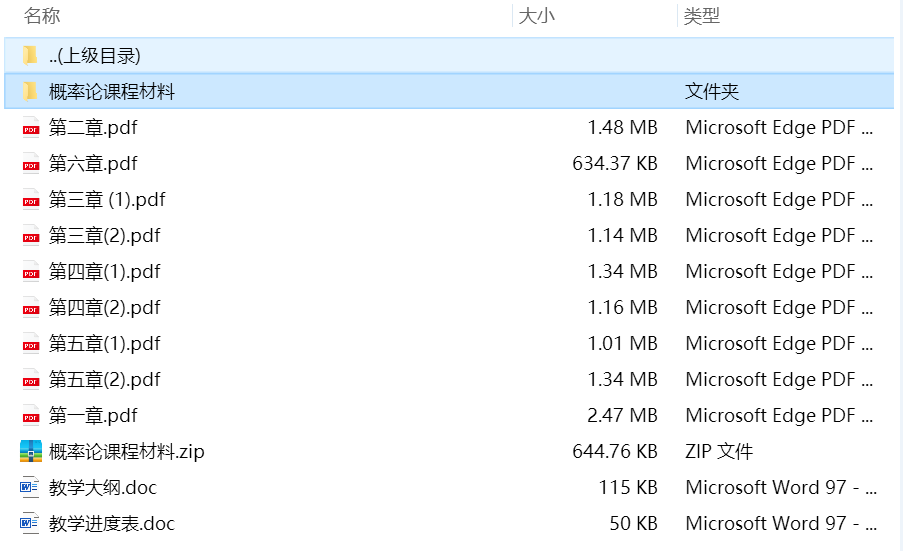 名称 大小 类型
..(上级目录)
概率论课程材料 文件夹
第二章.pdf 1.48 MB Microsoft Edge PDF ...
第六章.pdf 634.37 KB Microsoft Edge PDF ...
第三章 (1).pdf 1.18 MB Microsoft Edge PDF ...
第三章(2).pdf 1.14 MB Microsoft Edge PDF ...
第四章(1).pdf 1.34 MB Microsoft Edge PDF ...
第四章(2).pdf 1.16 MB Microsoft Edge PDF ...
第五章(1).pdf 1.01 MB Microsoft Edge PDF ...
第五章(2).pdf 1.34 MB Microsoft Edge PDF ...
第一章.pdf 2.47 MB Microsoft Edge PDF ...
概率论课程材料.zip 644.76 KB ZIP 文件
教学大纲.doc 115 KB Microsoft Word 97 - ...
教学进度表.doc 50 KB Microsoft Word 97 - ...